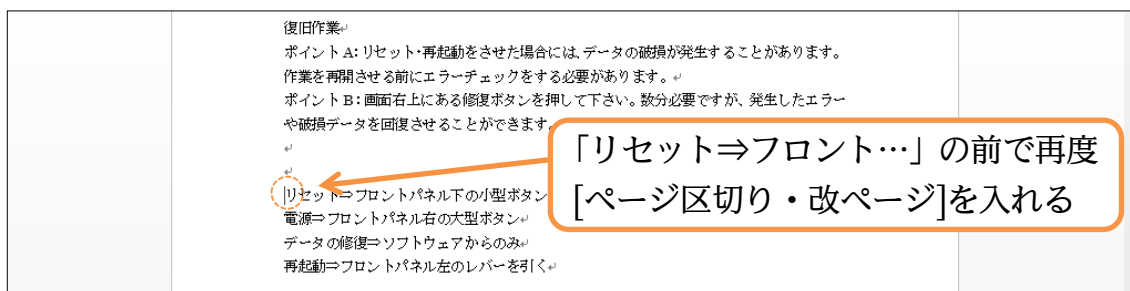 復旧作業↵
ポイントA:リセット・再起動をさせた場合には、データの破損が発生することがあります。
作業を再開させる前にエラーチェックをする必要があります。↵
ポイントB:画面右上にある修復ボタンを押して下さい。数分必要ですが、発生したエラー
や破損データを回復させることができます。
↵
↵
リセット⇒フロントパネル下の小型ボタン
電源⇒フロントパネル右の大型ボタン↵
データの修復⇒ソフトウェアからのみ↵
再起動⇒フロントパネル左のレバーを引く↵
「リセット⇒フロント…」の前で再度
[ページ区切り・改ページ]を入れる